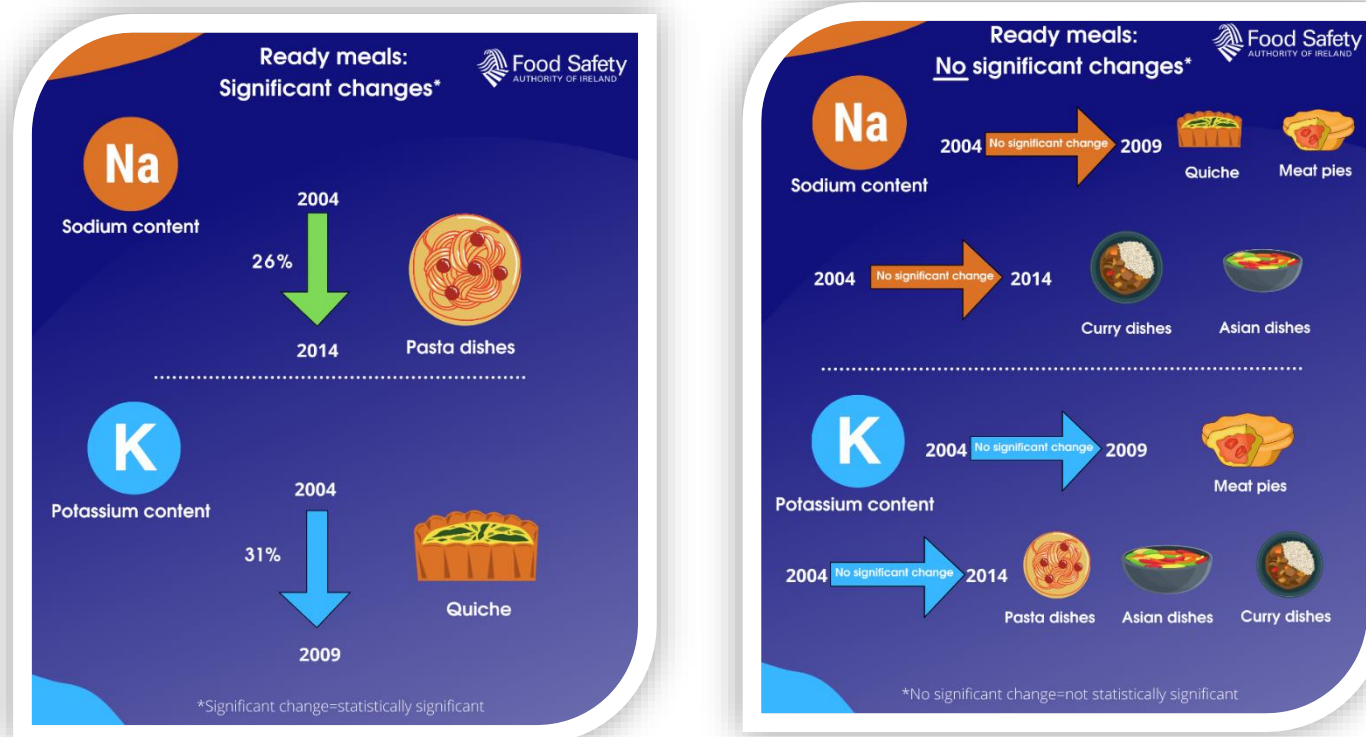 Ready meals:
Significant changes*
Food Safety
AUTHORITY OF IRELAND
Na
Sodium content
2004
26%
2014
Pasta dishes
K
Potassium content
2004
31%
2009
Quiche
*Significant change=statistically significant
Ready meals:
No significant changes*
Food Safety
AUTHORITY OF IRELAND
Na
Sodium content
2004 No significant change 2009
Quiche Meat pies
2004 No significant change 2014
Curry dishes Asian dishes
K
Potassium content
2004 No significant change 2009
Meat pies
2004 No significant change 2014
Pasta dishes Asian dishes Curry dishes
*No significant change=not statistically significant